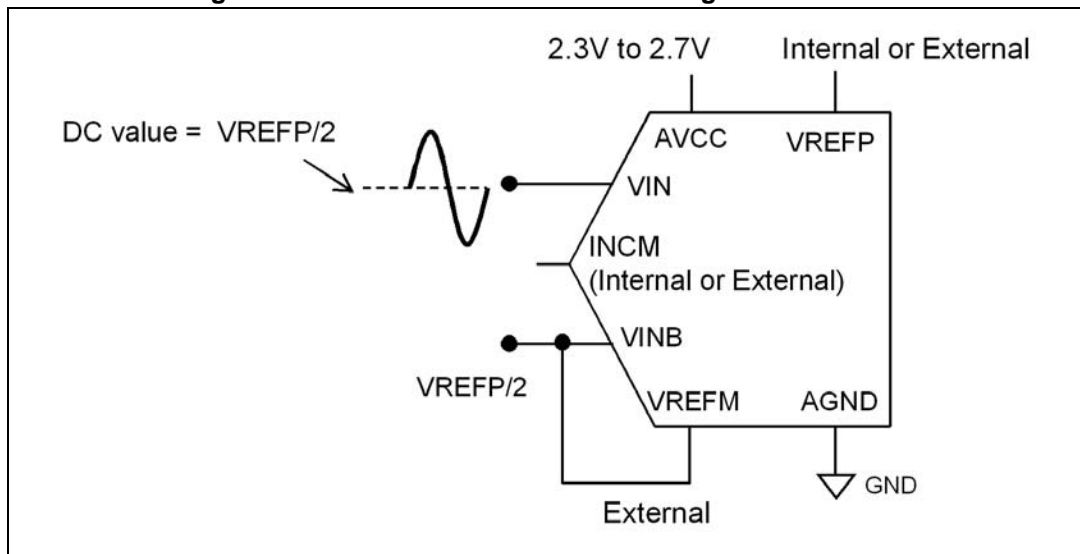 2.3V to 2.7V
Internal or External
DC value = VREFP/2
AVCC
VREFP
VIN
INCM
(Internal or External)
VINB
VREFP/2
VREFM
AGND
GND
External